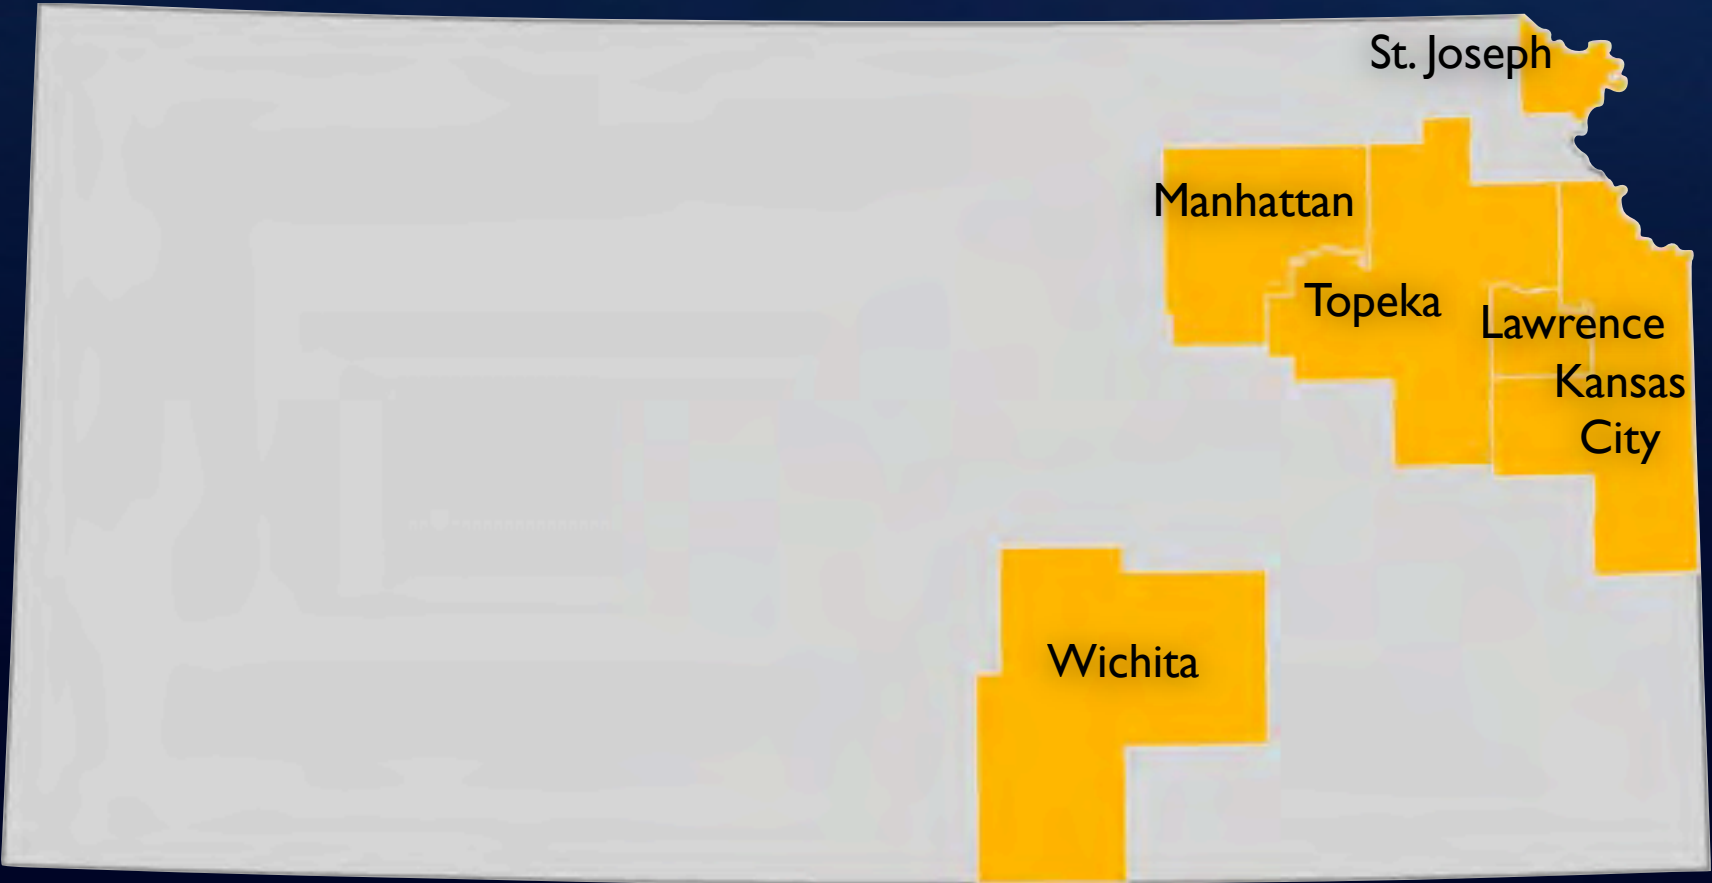 St. Joseph
Manhattan
Topeka
Lawrence
Kansas
City
Wichita